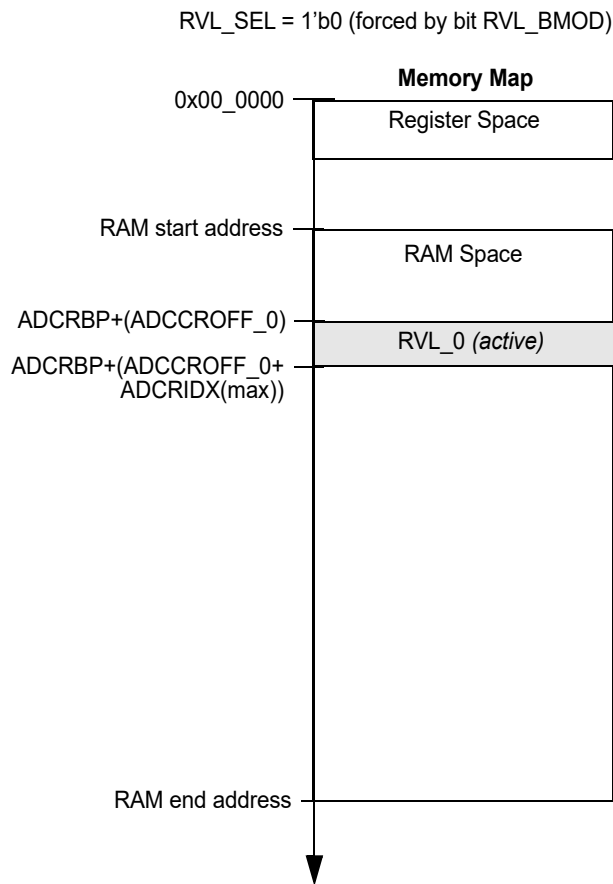 RVL_SEL = 1'b0 (forced by bit RVL_BMOD)
Memory Map
0x00_0000
Register Space
RAM start address
RAM Space
ADCRBP+(ADCCROFF_0)
RVL_0 (active)
ADCRBP+(ADCCROFF_0+
ADCRIDX(max))
RAM end address